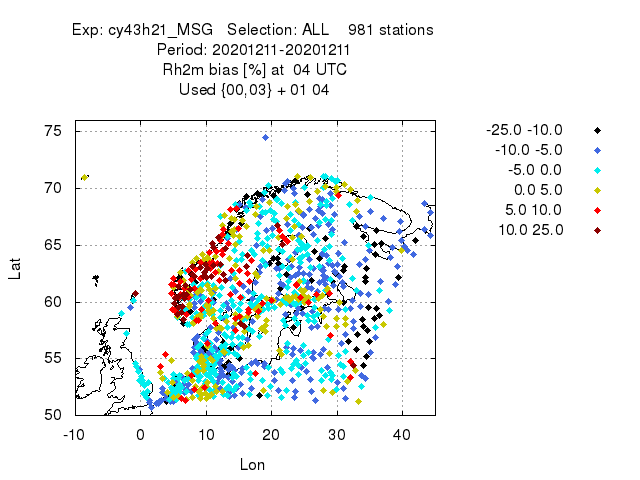 Exp: cy43h21_MSG   Selection: ALL    981 stations
Period: 20201211-20201211
Rh2m bias [%] at  04 UTC
Used {00,03} + 01 04
-25.0 -10.0
-10.0 -5.0
-5.0 0.0
0.0 5.0
5.0 10.0
10.0 25.0
Lat
75
70
65
60
55
50
-10 0 10 20 30 40
Lon